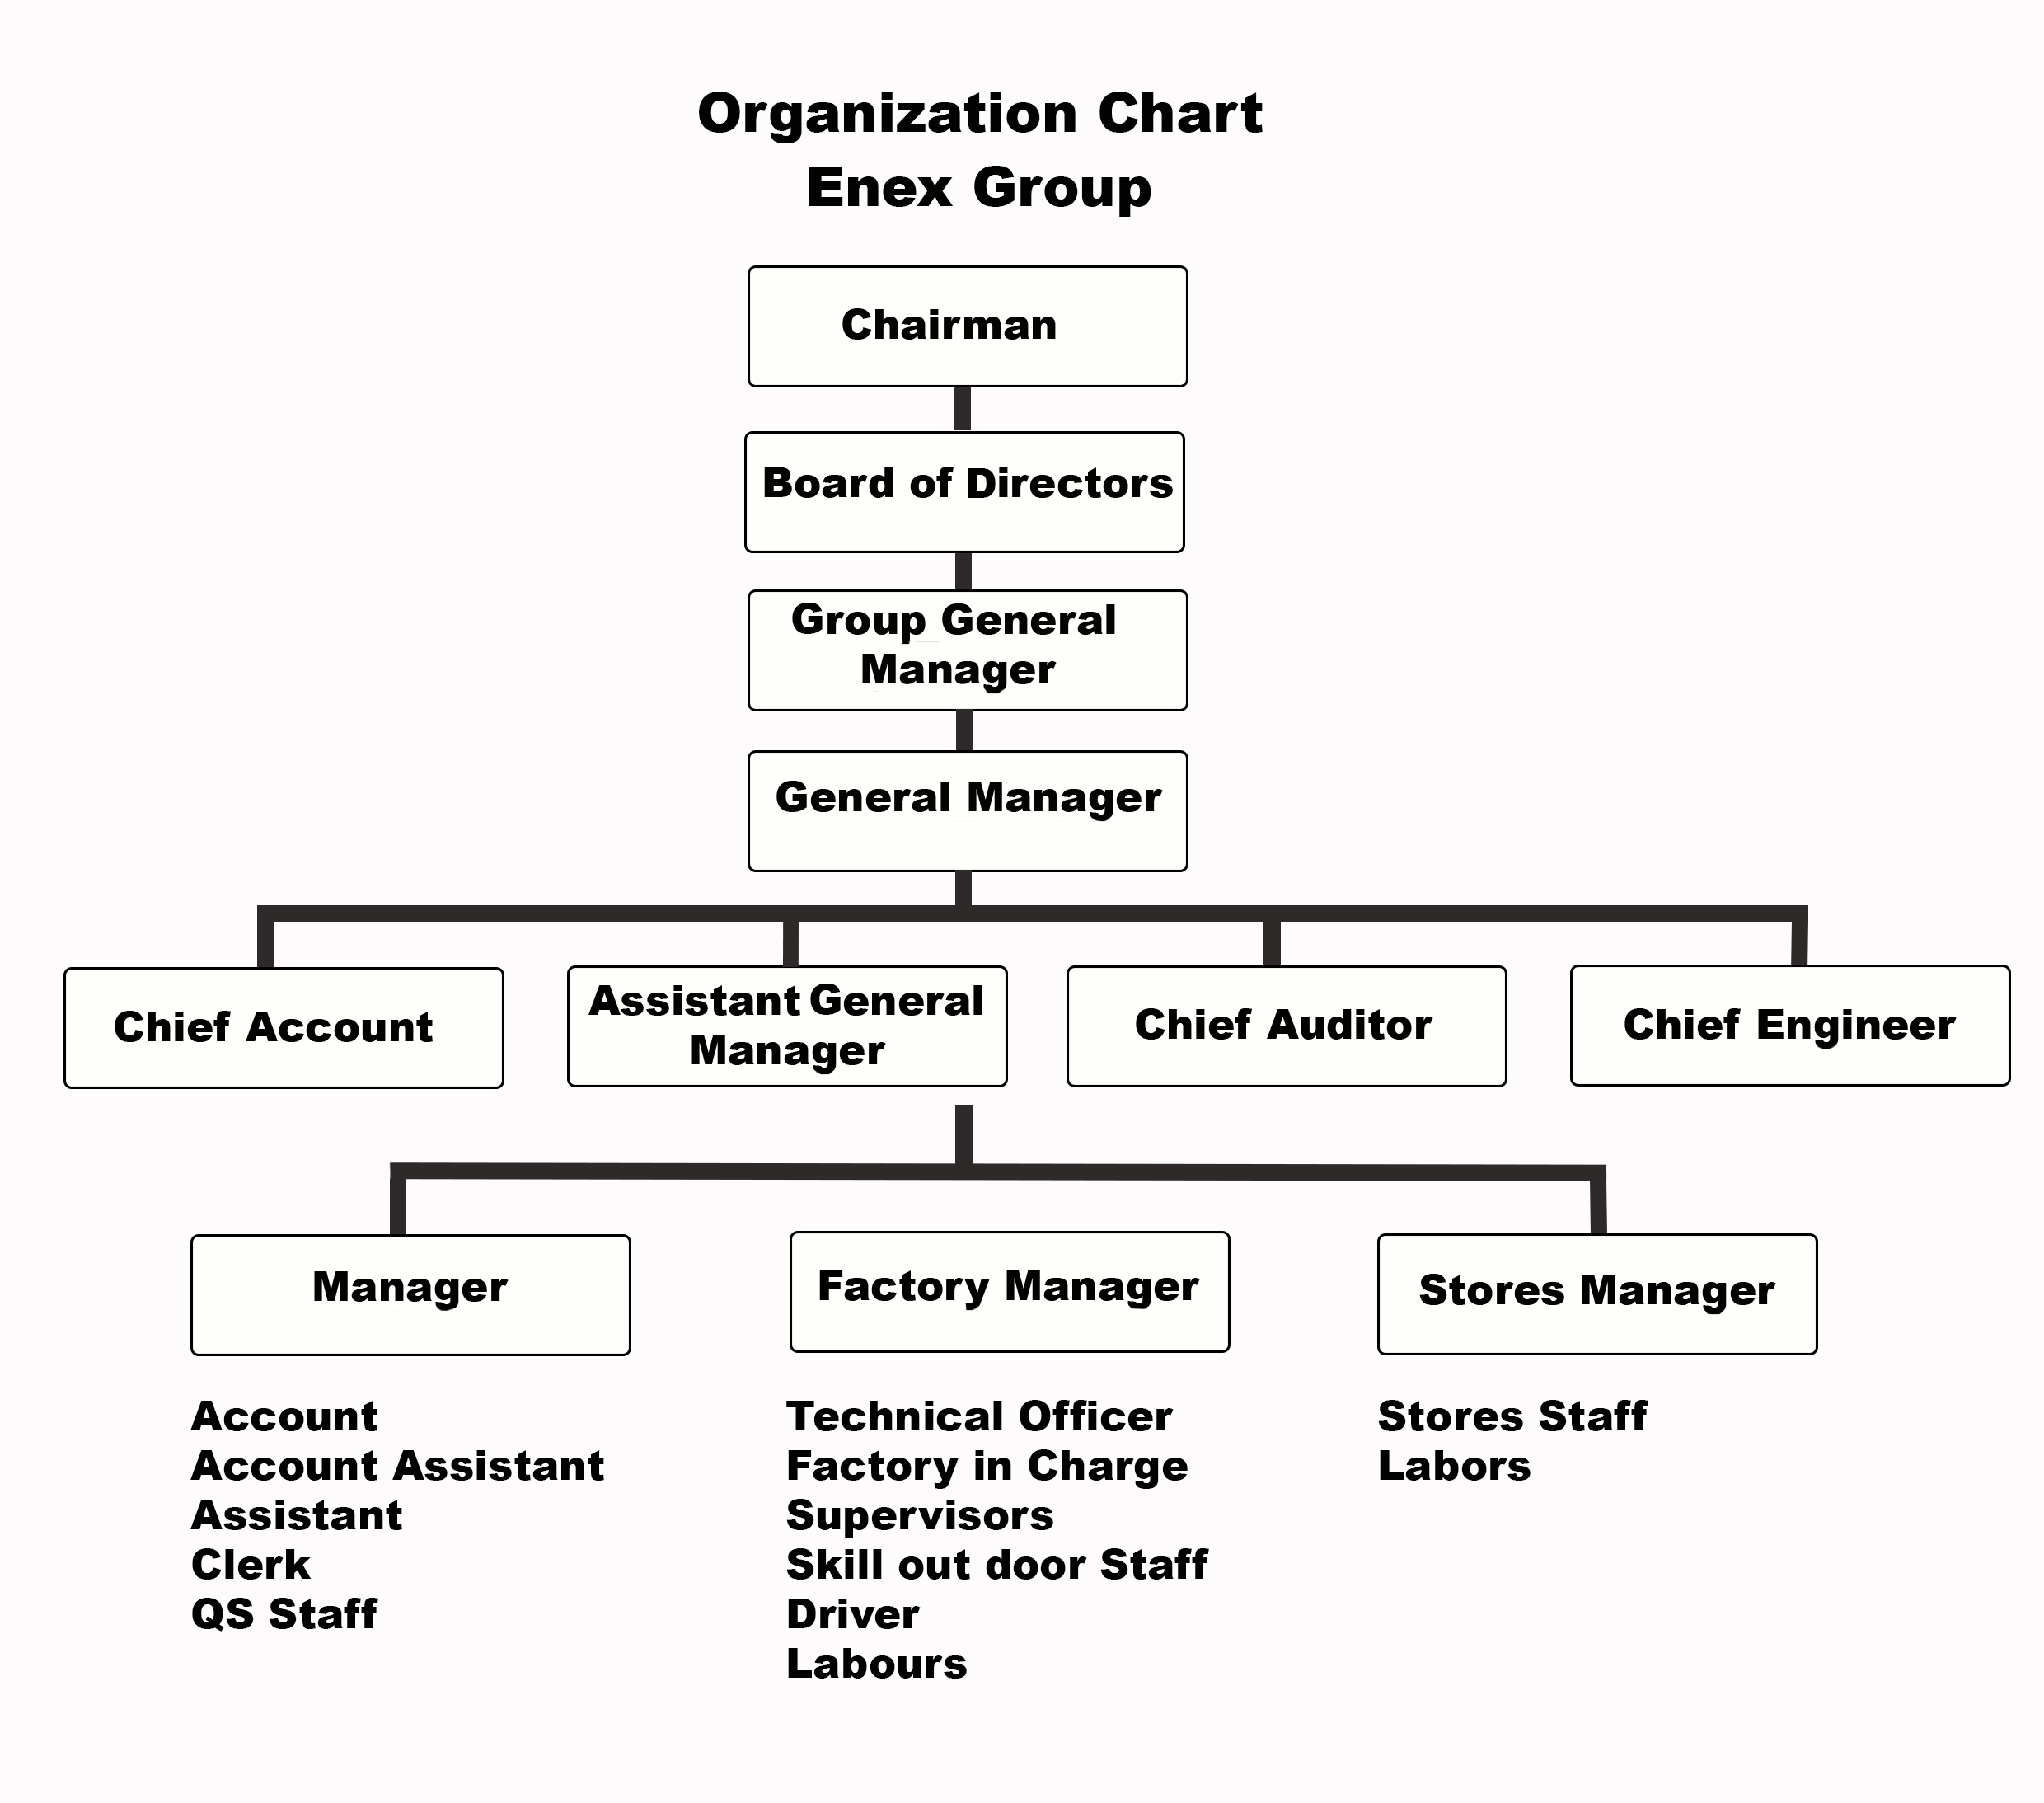 Organization Chart
Enex Group
Chairman
Board of Directors
Group General
Manager
General Manager
Chief Account
Assistant General
Manager
Chief Auditor
Chief Engineer
Manager
Factory Manager
Stores Manager
Account
Account Assistant
Assistant
Clerk
QS Staff
Technical Officer
Factory in Charge
Supervisors
Skill out door Staff
Driver
Labours
Stores Staff
Labors